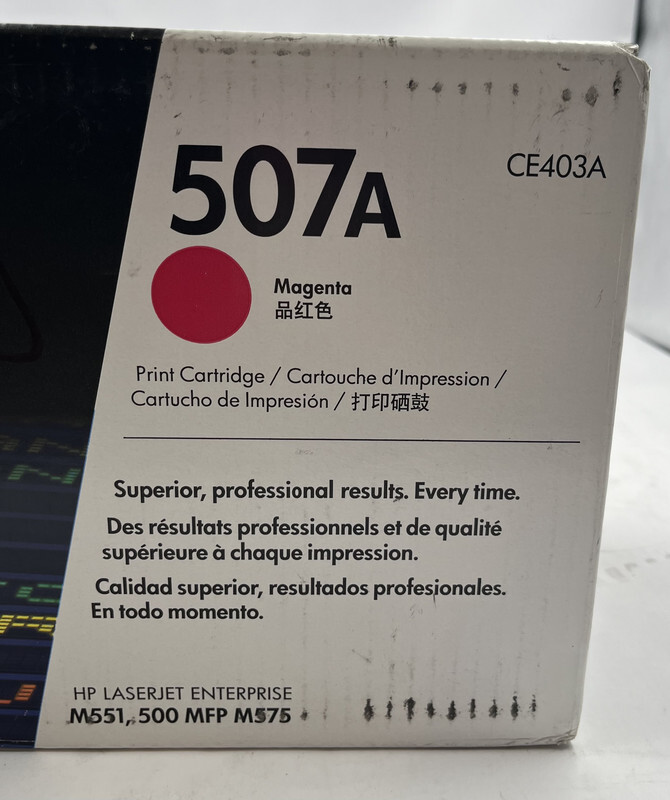 507A
CE403A
Magenta
品红色
Print Cartridge / Cartouche d'Impression /
Cartucho de Impresión / 打印硒鼓
Superior, professional results. Every time.
Des résultats professionnels et de qualité
supérieure à chaque impression.
Calidad superior, resultados profesionales.
En todo momento.
HP LASERJET ENTERPRISE
M551, 500 MFP M575